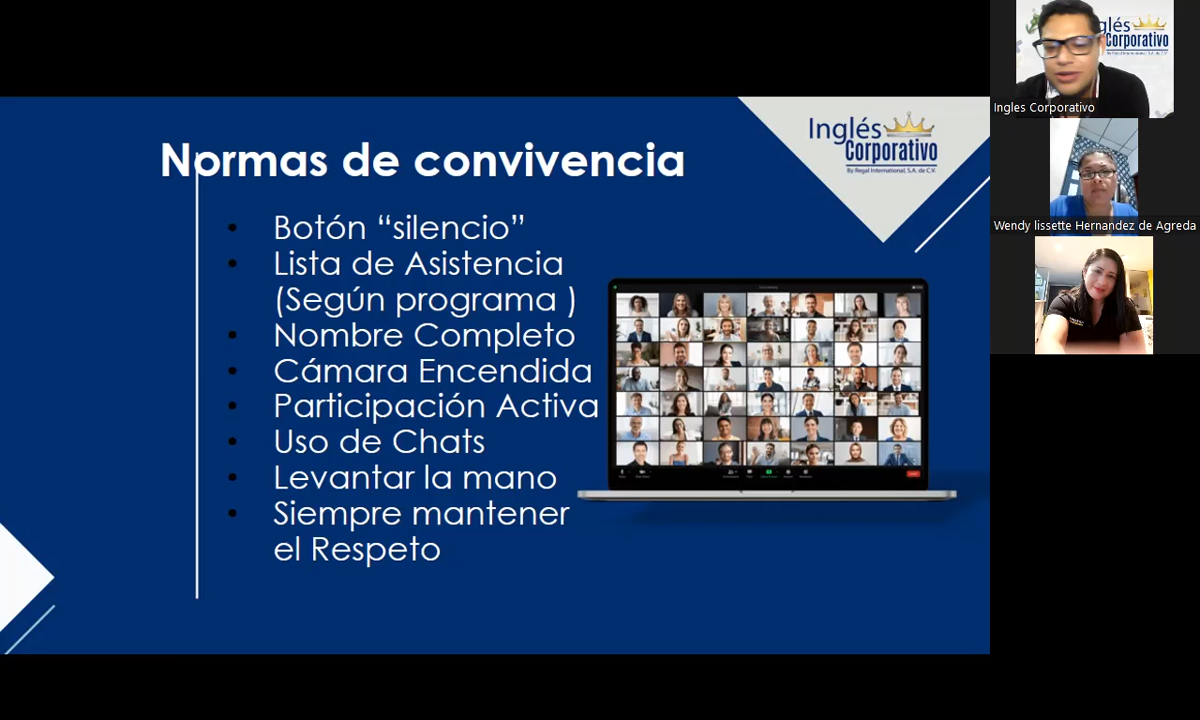 Normas de convivencia
Botón “silencio”
Lista de Asistencia
(Según programa )
Nombre Completo
Cámara Encendida
Participación Activa
Uso de Chats
Levantar la mano
Siempre mantener
el Respeto
Inglés
Corporativo
By Regal International, S.A. de C.V.
glés
Corporativo
Ingles Corporativo
Wendy lissette Hernandez de Agreda